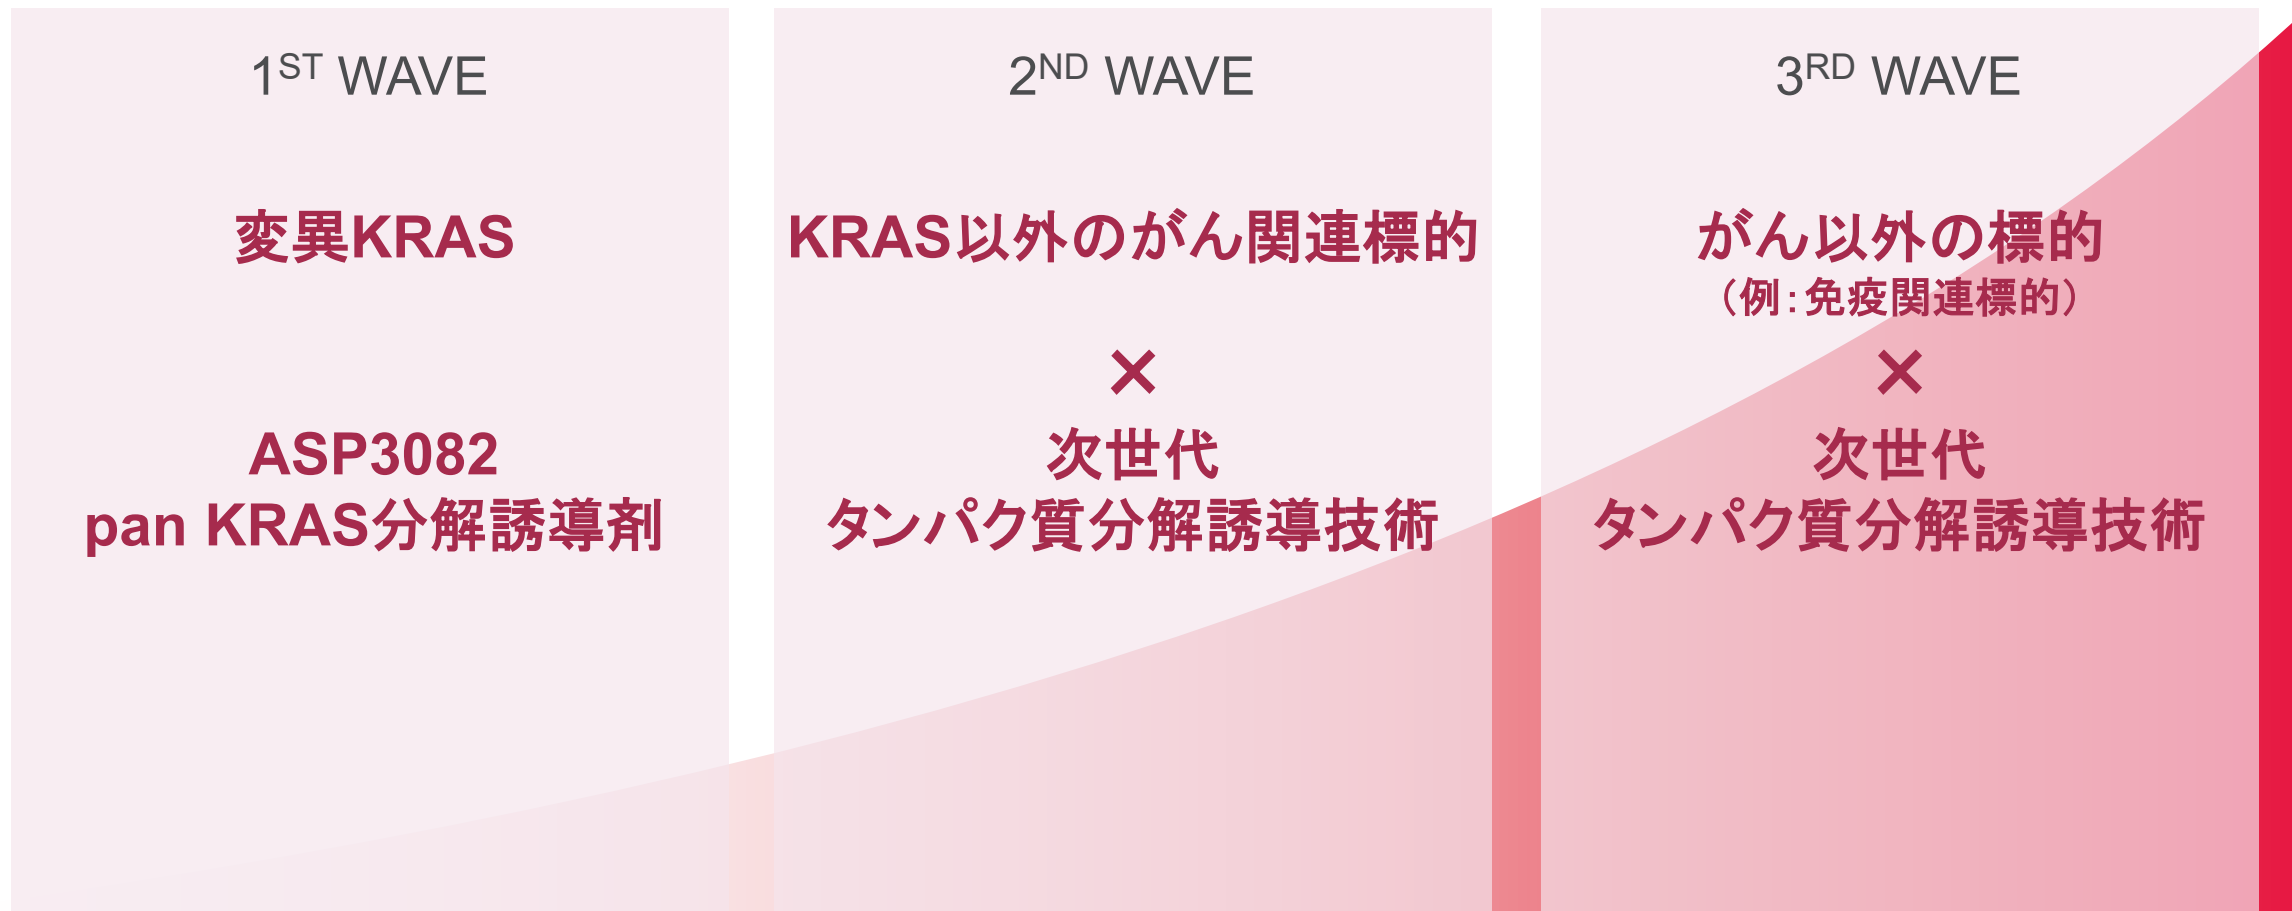 1ST WAVE
変異KRAS
ASP3082
pan KRAS分解誘導剤
2ND WAVE
KRAS以外のがん関連標的
×
次世代
タンパク質分解誘導技術
3RD WAVE
がん以外の標的
（例：免疫関連標的）
×
次世代
タンパク質分解誘導技術